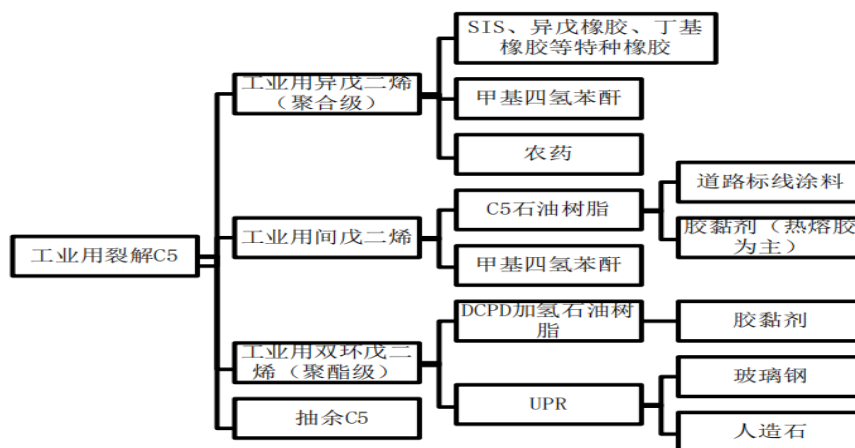 SIS、异戊橡胶、丁基
橡胶等特种橡胶
工业用异戊二烯
（聚合级）
甲基四氢苯酐
农药
道路标线涂料
C5石油树脂
工业用间戊二烯
胶黏剂（热熔胶
为主）
工业用裂解C5
甲基四氢苯酐
DCPD加氢石油树
脂
胶黏剂
工业用双环戊二
烯（聚酯级）
玻璃钢
UPR
抽余C5
人造石